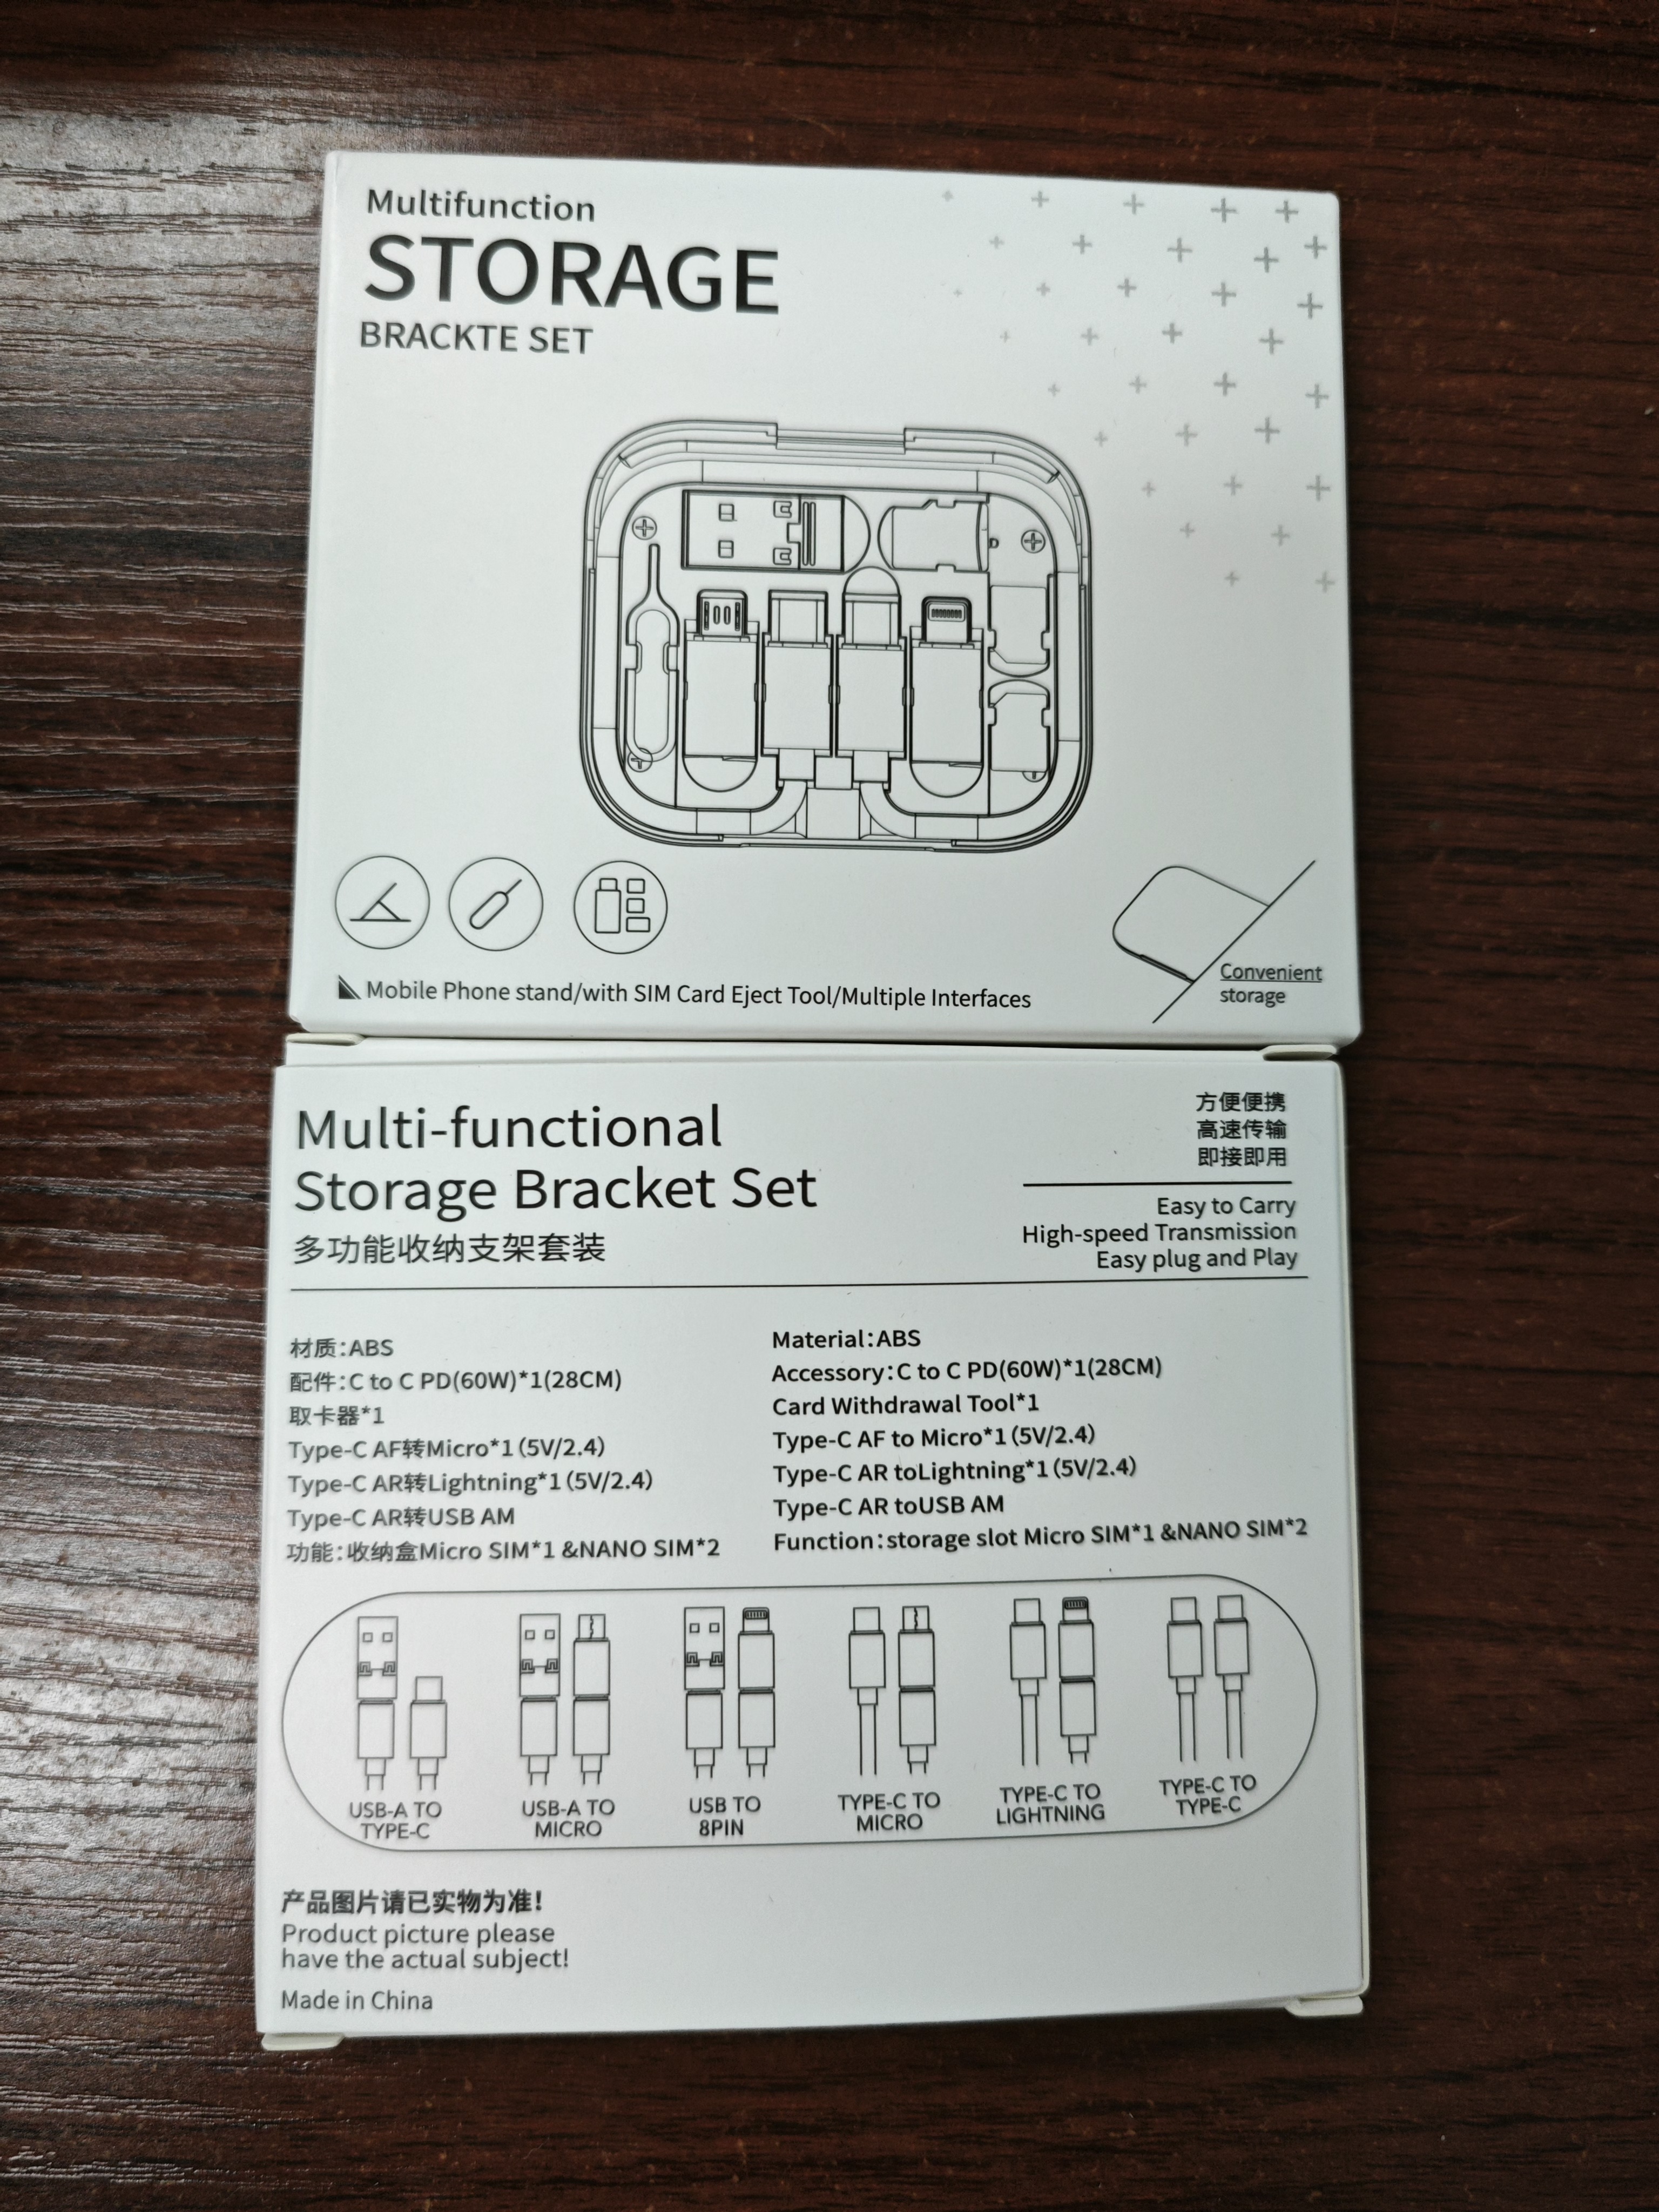 Multifunction
STORAGE
BRACKTE SET
Mobile Phone stand/with SIM Card Eject Tool/Multiple Interfaces
Convenient
storage
Multi-functional
Storage Bracket Set
多功能收纳支架套装
方便便携
高速传输
即接即用
Easy to Carry
High-speed Transmission
Easy plug and Play
材质:ABS
配件:C to C PD(60W)*1(28CM)
取卡器*1
Type-C AF转Micro*1(5V/2.4)
Type-C AR转Lightning*1(5V/2.4)
Type-C AR转USB AM
功能:收纳盒Micro SIM*1 &NANO SIM*2
Material:ABS
Accessory:C to C PD(60W)*1(28CM)
Card Withdrawal Tool*1
Type-C AF to Micro*1(5V/2.4)
Type-C AR toLightning*1(5V/2.4)
Type-C AR toUSB AM
Function:storage slot Micro SIM*1 &NANO SIM*2
USB-A TO
TYPE-C
USB-A TO
MICRO
USB TO
8PIN
TYPE-C TO
MICRO
TYPE-C TO
LIGHTNING
TYPE-C TO
TYPE-C
产品图片请已实物为准!
Product picture please
have the actual subject!
Made in China